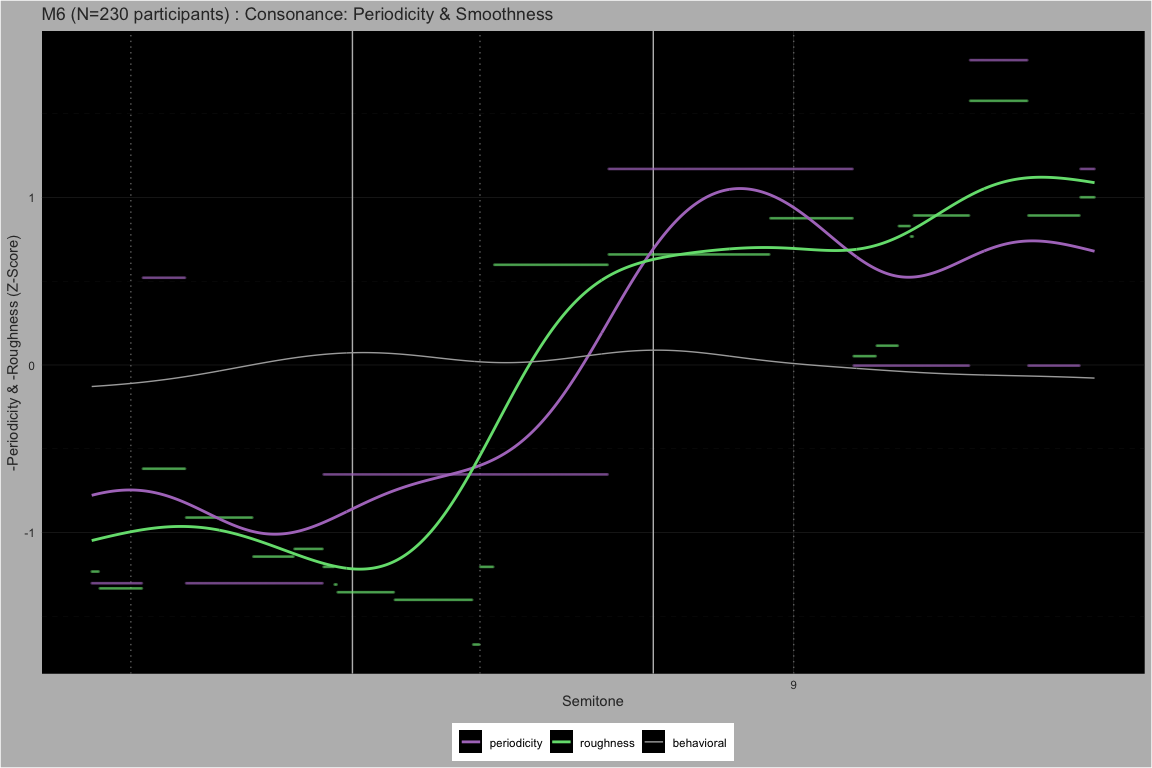 M6 (N=230 participants) : Consonance: Periodicity & Smoothness
-Periodicity & -Roughness (Z-Score)
1
0
-1
9
Semitone
periodicity roughness behavioral